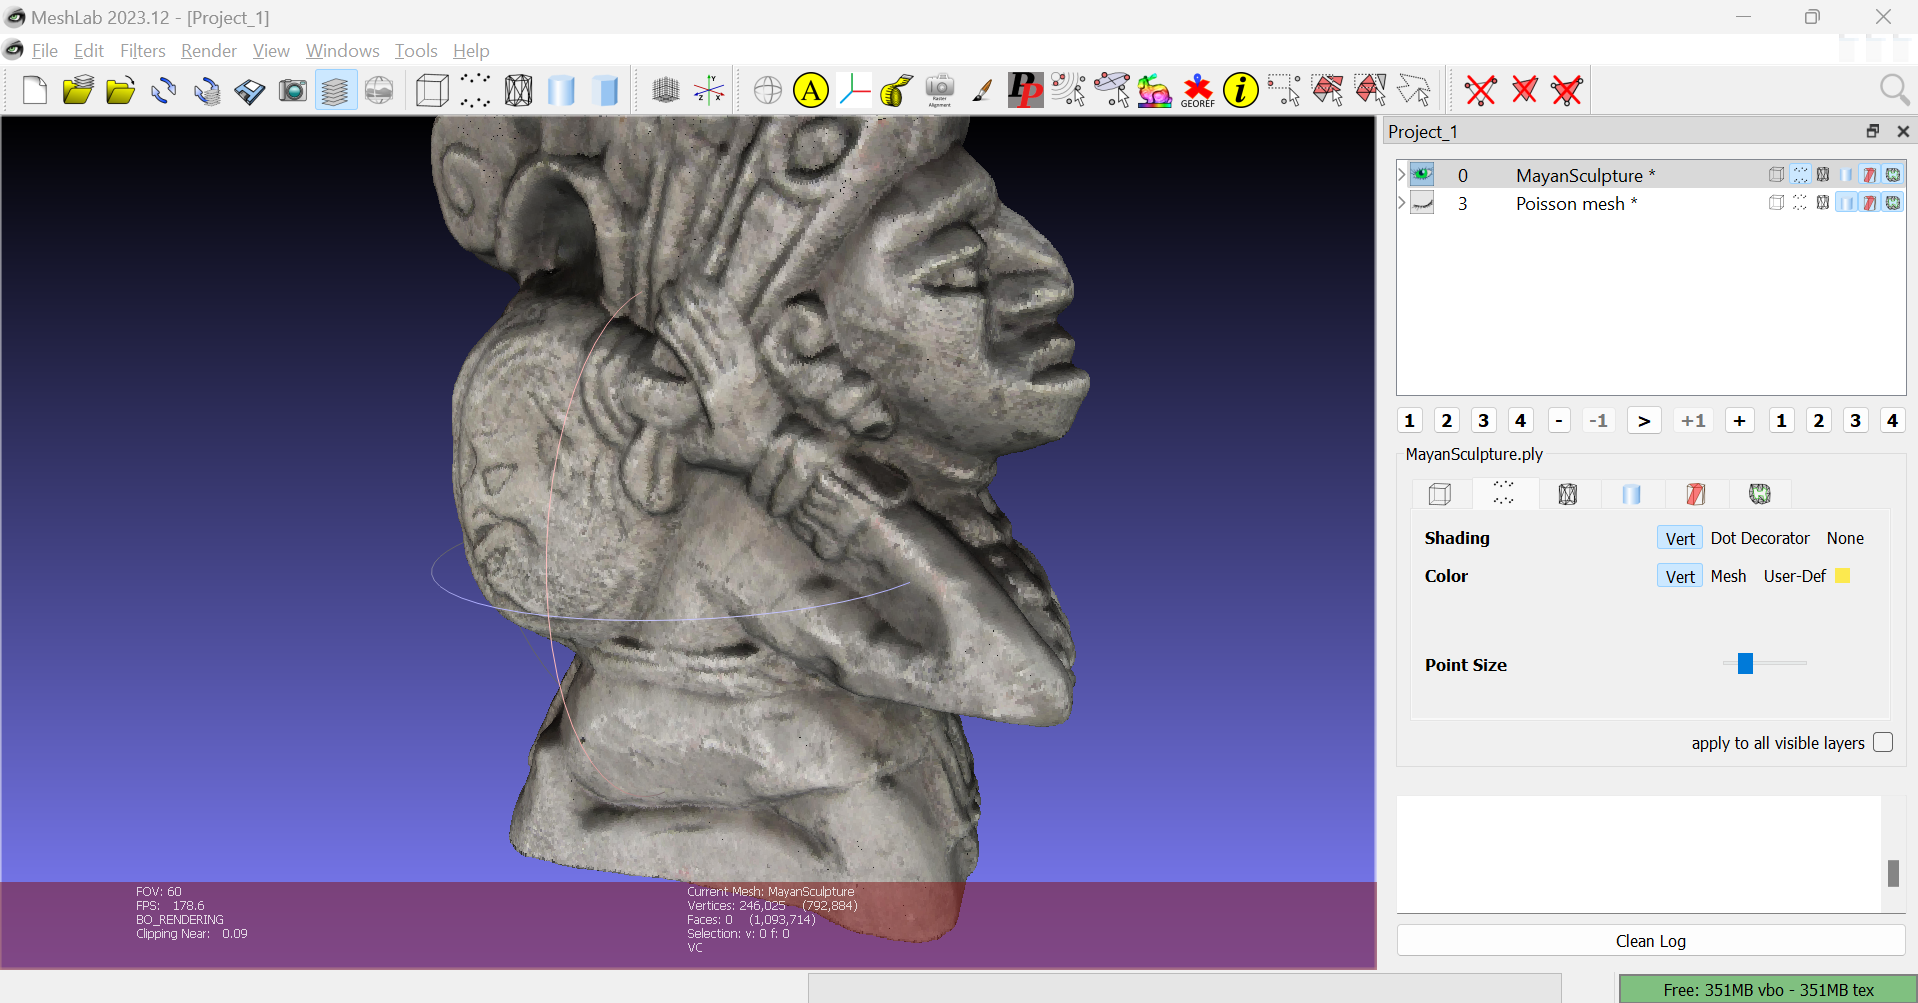 MeshLab 2023.12 - [Project_1]
File Edit Filters Render View Windows Tools Help
A
Raster Alignment
PP
GEOREF
i
Project_1
0 MayanSculpture *
3 Poisson mesh *
1 2 3 4 - -1 > +1 + 1 2 3 4
MayanSculpture.ply
Shading Vert Dot Decorator None
Color Vert Mesh User-Def
Point Size
apply to all visible layers
FOV: 60
FPS: 178.6
BO_RENDERING
Clipping Near: 0.09
Current Mesh: MayanSculpture
Vertices: 246,025 (792,884)
Faces: 0 (1,093,714)
Selection: v: 0 f: 0
VC
Clean Log
Free: 351MB vbo - 351MB tex